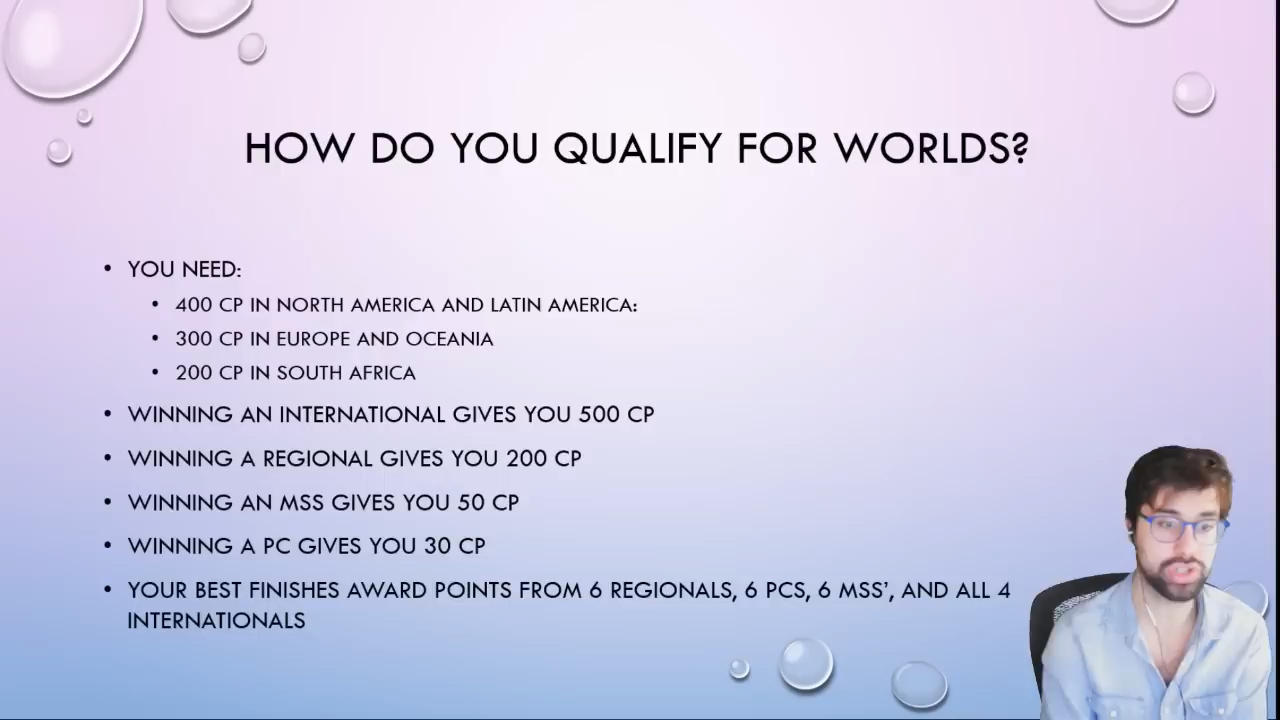 HOW DO YOU QUALIFY FOR WORLDS?
• YOU NEED:
• 400 CP IN NORTH AMERICA AND LATIN AMERICA:
• 300 CP IN EUROPE AND OCEANIA
• 200 CP IN SOUTH AFRICA
• WINNING AN INTERNATIONAL GIVES YOU 500 CP
• WINNING A REGIONAL GIVES YOU 200 CP
• WINNING AN MSS GIVES YOU 50 CP
• WINNING A PC GIVES YOU 30 CP
• YOUR BEST FINISHES AWARD POINTS FROM 6 REGIONALS, 6 PCS, 6 MSS', AND ALL 4
INTERNATIONALS